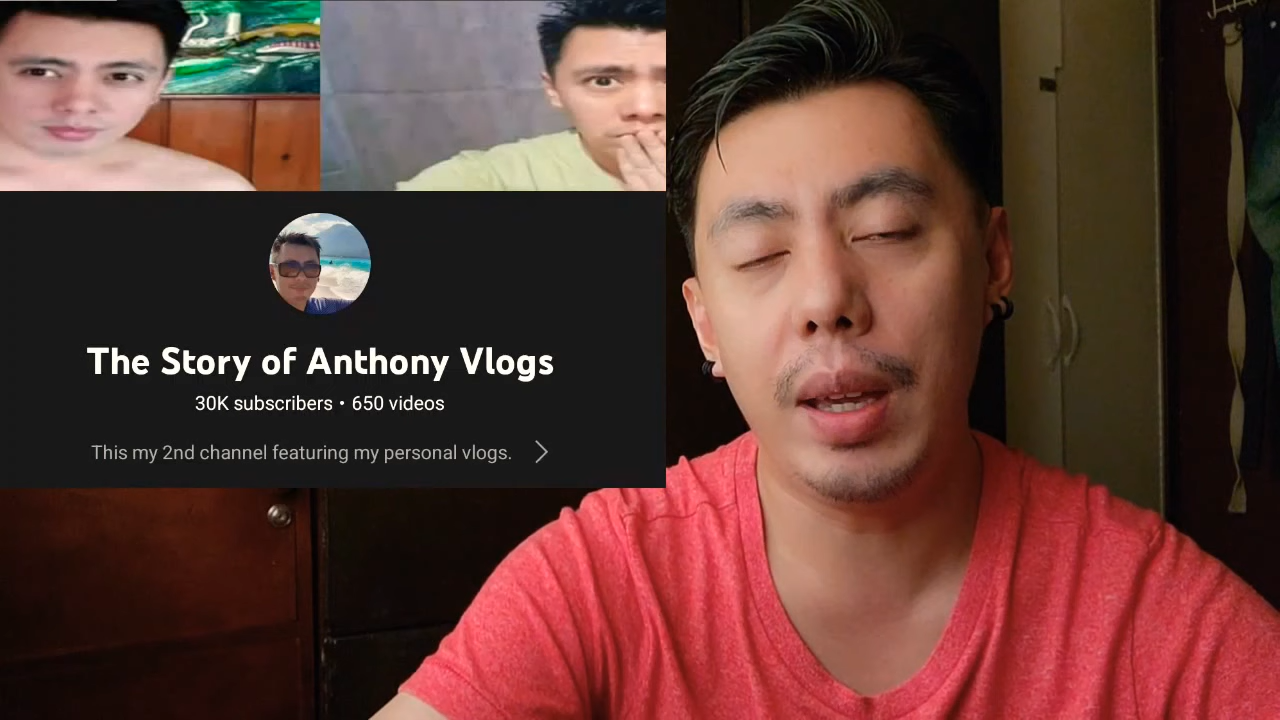 The Story of Anthony Vlogs
30K subscribers • 650 videos
This my 2nd channel featuring my personal vlogs.